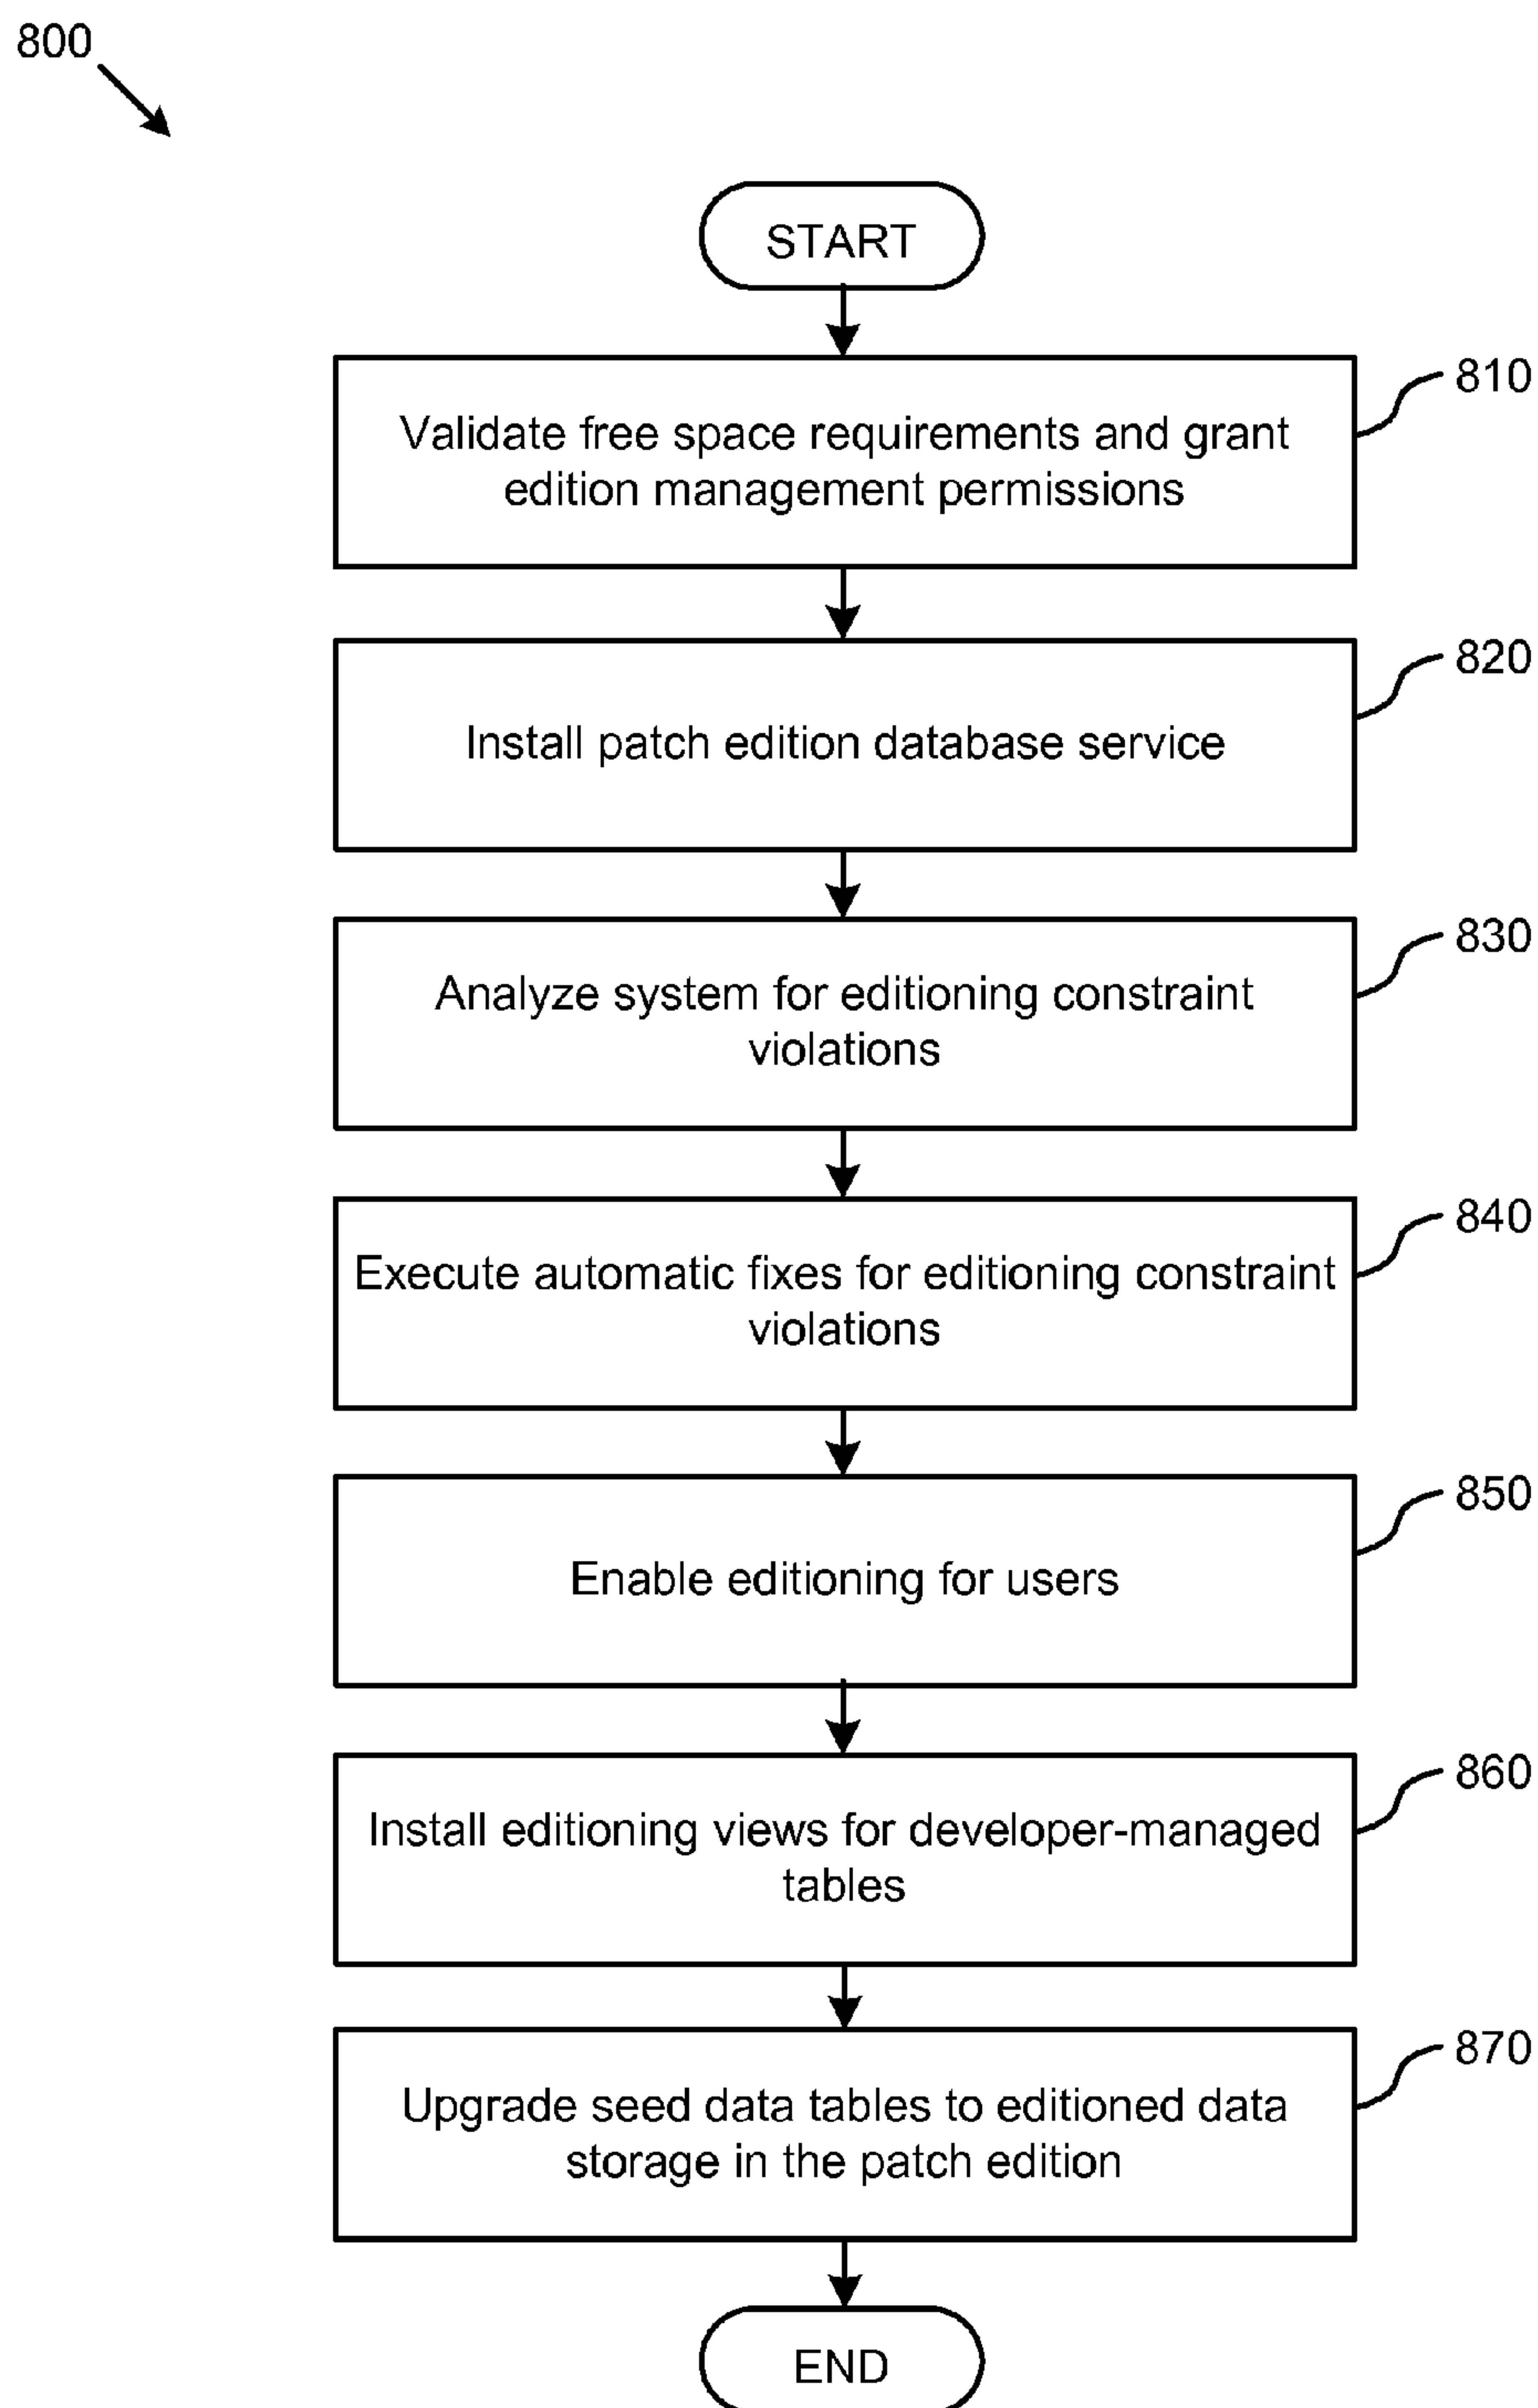 800
START
810
Validate free space requirements and grant
edition management permissions
820
Install patch edition database service
830
Analyze system for editioning constraint
violations
840
Execute automatic fixes for editioning constraint
violations
850
Enable editioning for users
860
Install editioning views for developer-managed
tables
870
Upgrade seed data tables to editioned data
storage in the patch edition
END